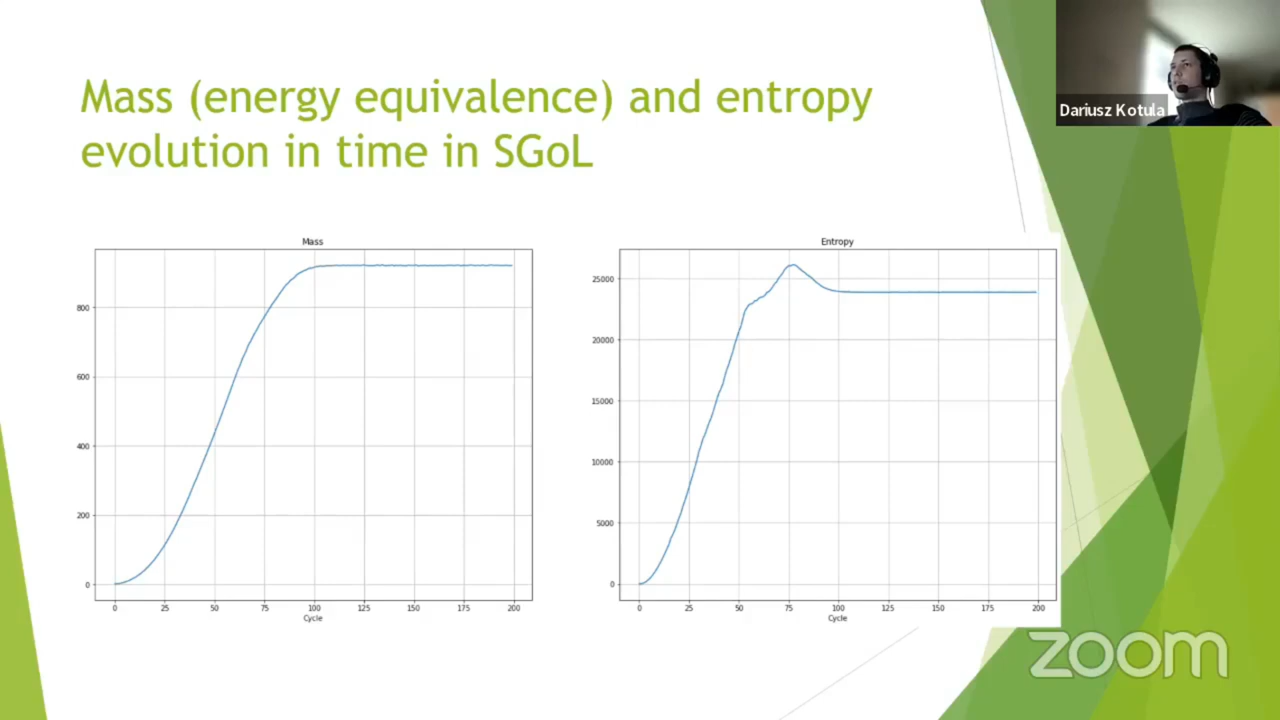 Mass (energy equivalence) and entropy
evolution in time in SGoL
Dariusz Kotula
Mass
800
600
400
200
0
0 25 50 75 100 125 150 175 200
Cycle
Entropy
25000
20000
15000
10000
5000
0
0 25 50 75 100 125 150 175 200
Cycle
zoom